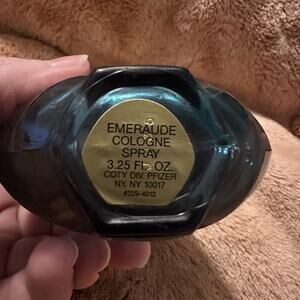 EMERAUDE
COLOGNE
SPRAY
3.25 FL. OZ.
COTY DIV. PFIZER
NY, NY 10017
#229-4012